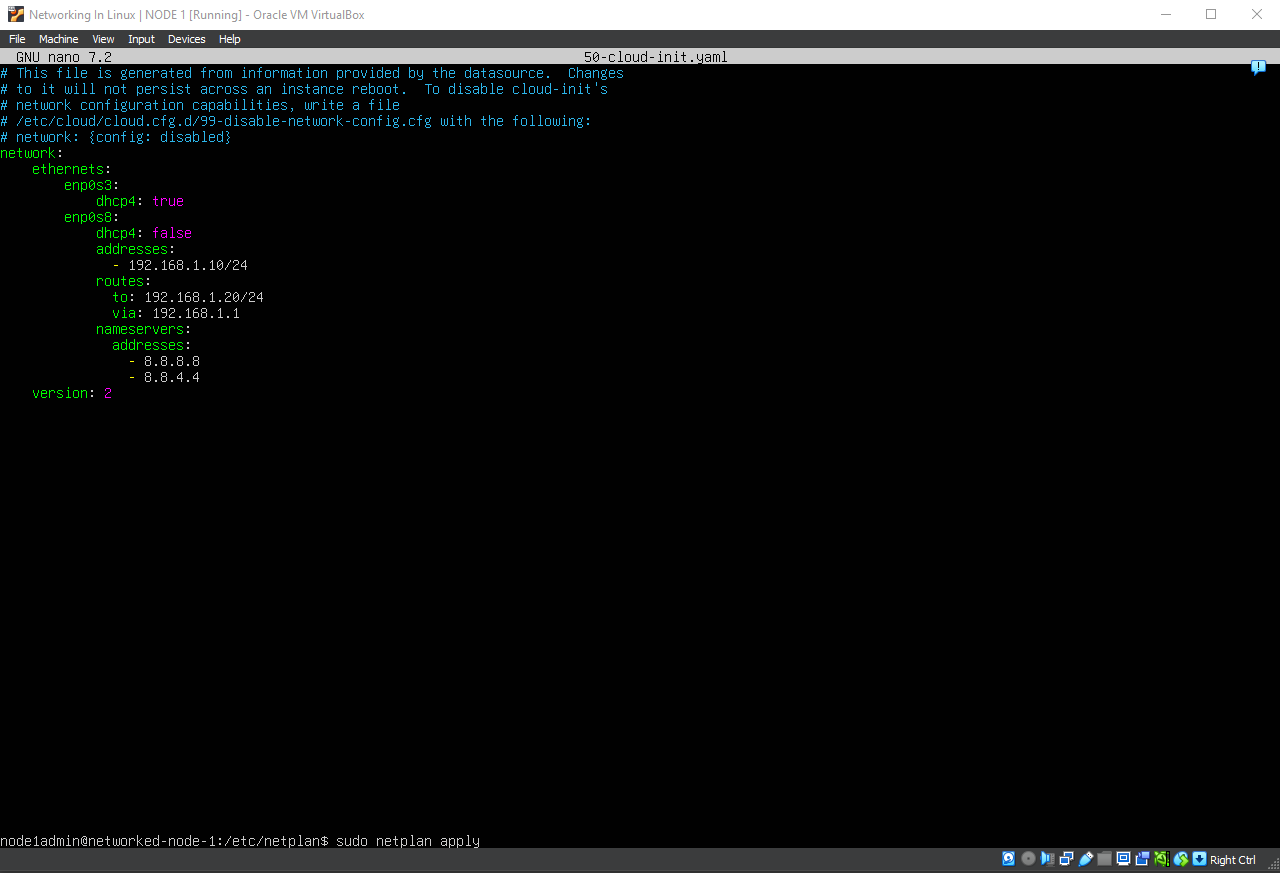 Networking In Linux | NODE 1 [Running] - Oracle VM VirtualBox
File Machine View Input Devices Help
GNU nano 7.2 50-cloud-init.yaml
# This file is generated from information provided by the datasource.  Changes
# to it will not persist across an instance reboot.  To disable cloud-init's
# network configuration capabilities, write a file
# /etc/cloud/cloud.cfg.d/99-disable-network-config.cfg with the following:
# network: {config: disabled}
network:
    ethernets:
        enp0s3:
            dhcp4: true
        enp0s8:
            dhcp4: false
            addresses:
              - 192.168.1.10/24
            routes:
              to: 192.168.1.20/24
              via: 192.168.1.1
            nameservers:
              addresses:
                - 8.8.8.8
                - 8.8.4.4
    version: 2
node1admin@networked-node-1:/etc/netplan$ sudo netplan apply
Right Ctrl